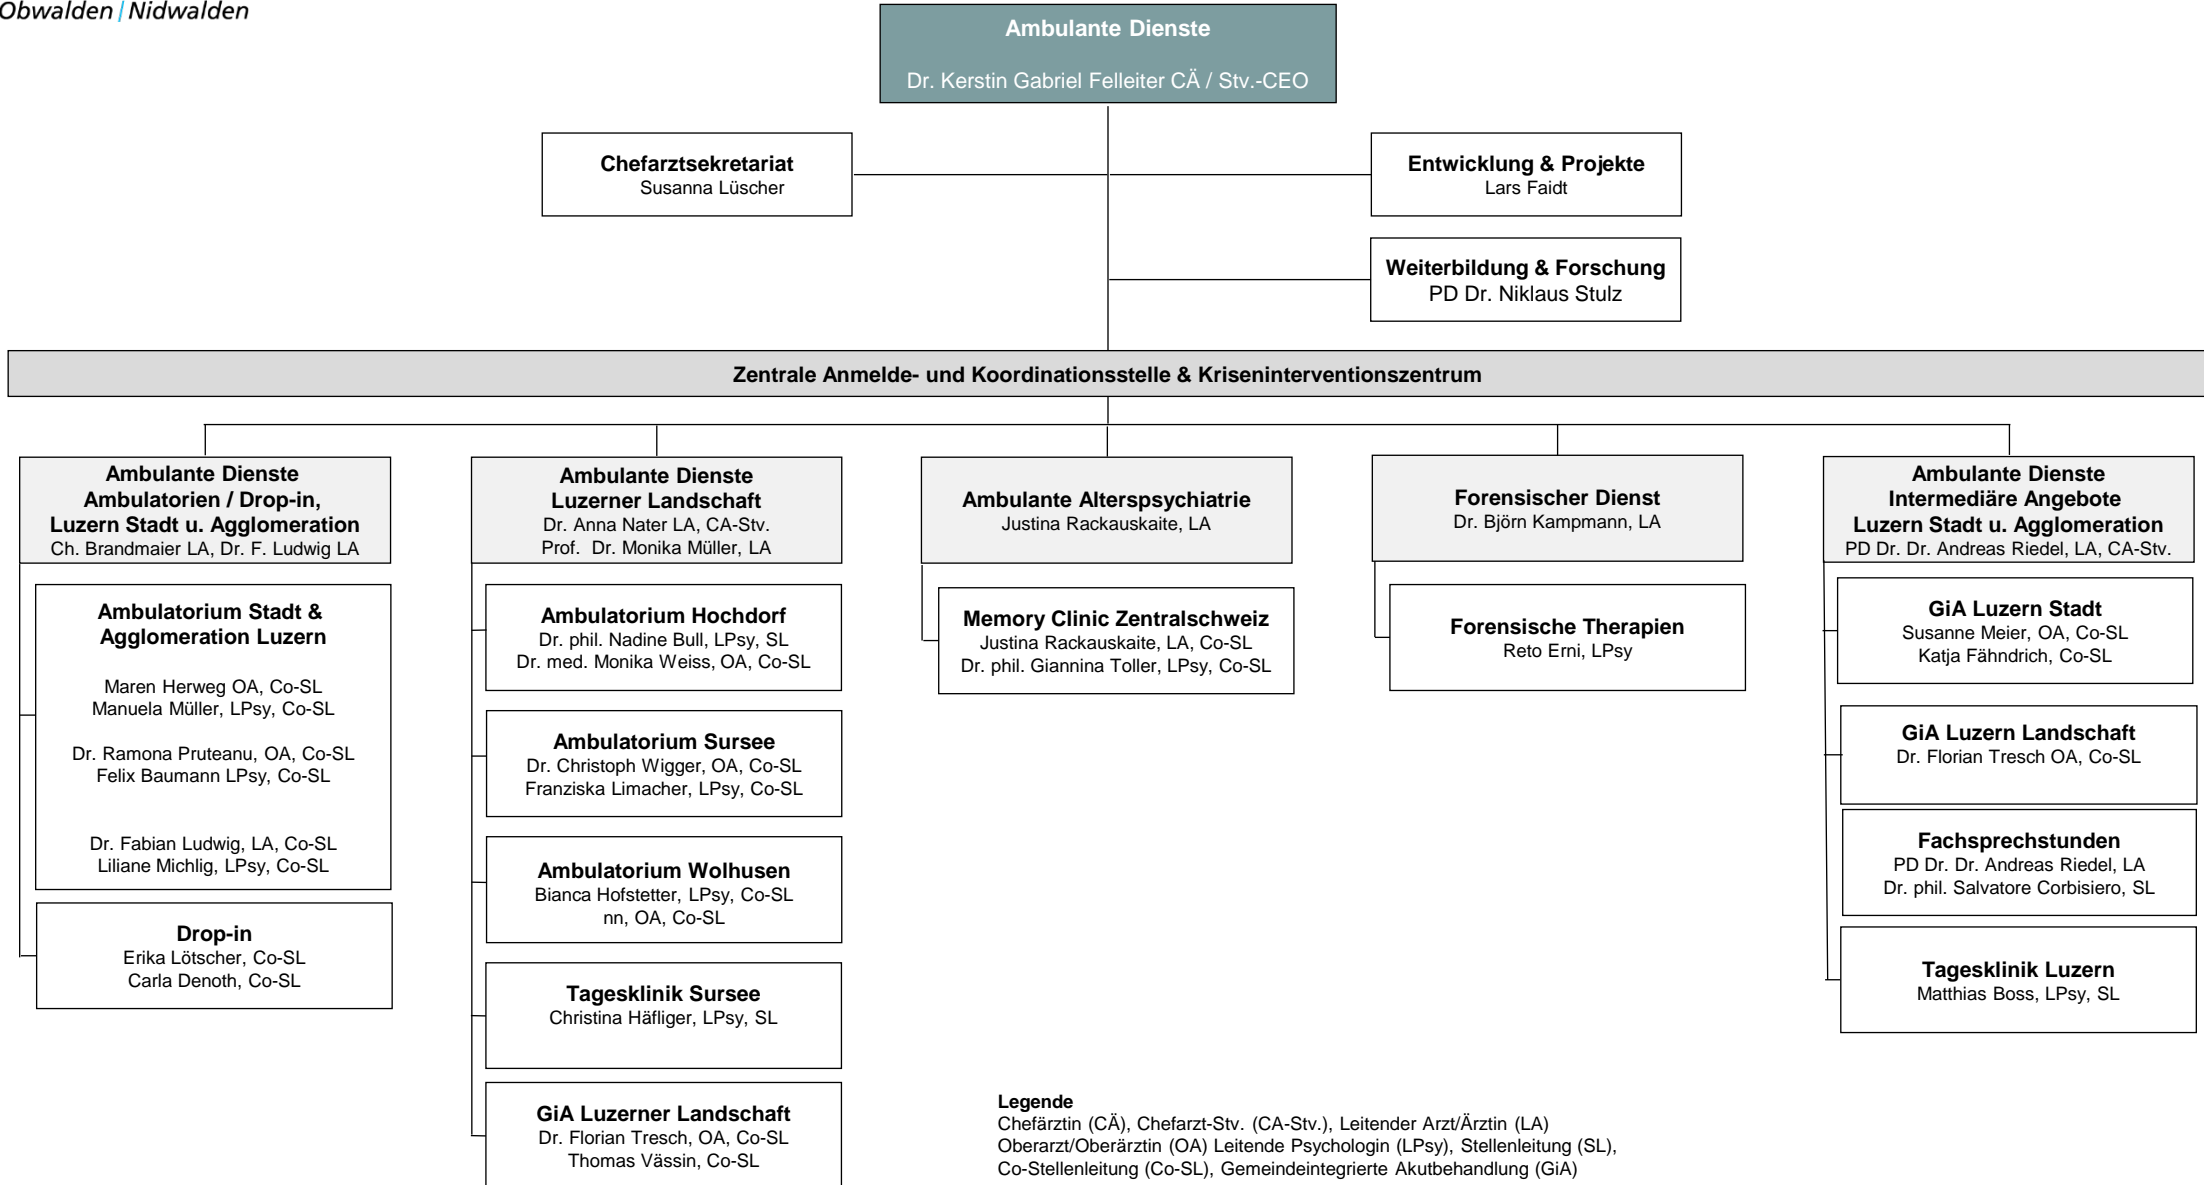 Obwalden | Nidwalden
Ambulante Dienste
Dr. Kerstin Gabriel Felleiter CÄ / Stv.-CEO
Chefarztsekretariat
Susanna Lüscher
Entwicklung & Projekte
Lars Faidt
Weiterbildung & Forschung
PD Dr. Niklaus Stulz
Zentrale Anmelde- und Koordinationsstelle & Kriseninterventionszentrum
Ambulante Dienste
Ambulatorien / Drop-in,
Luzern Stadt u. Agglomeration
Ch. Brandmaier LA, Dr. F. Ludwig LA
Ambulatorium Stadt &
Agglomeration Luzern
Maren Herweg OA, Co-SL
Manuela Müller, LPsy, Co-SL
Dr. Ramona Pruteanu, OA, Co-SL
Felix Baumann LPsy, Co-SL
Dr. Fabian Ludwig, LA, Co-SL
Liliane Michlig, LPsy, Co-SL
Drop-in
Erika Lötscher, Co-SL
Carla Denoth, Co-SL
Ambulante Dienste
Luzerner Landschaft
Dr. Anna Nater LA, CA-Stv.
Prof. Dr. Monika Müller, LA
Ambulatorium Hochdorf
Dr. phil. Nadine Bull, LPsy, SL
Dr. med. Monika Weiss, OA, Co-SL
Ambulatorium Sursee
Dr. Christoph Wigger, OA, Co-SL
Franziska Limacher, LPsy, Co-SL
Ambulatorium Wolhusen
Bianca Hofstetter, LPsy, Co-SL
nn, OA, Co-SL
Tagesklinik Sursee
Christina Häfliger, LPsy, SL
GiA Luzerner Landschaft
Dr. Florian Tresch, OA, Co-SL
Thomas Vässin, Co-SL
Ambulante Alterspsychiatrie
Justina Rackauskaite, LA
Memory Clinic Zentralschweiz
Justina Rackauskaite, LA, Co-SL
Dr. phil. Giannina Toller, LPsy, Co-SL
Forensischer Dienst
Dr. Björn Kampmann, LA
Forensische Therapien
Reto Erni, LPsy
Ambulante Dienste
Intermediäre Angebote
Luzern Stadt u. Agglomeration
PD Dr. Dr. Andreas Riedel, LA, CA-Stv.
GiA Luzern Stadt
Susanne Meier, OA, Co-SL
Katja Fähndrich, Co-SL
GiA Luzern Landschaft
Dr. Florian Tresch OA, Co-SL
Fachsprechstunden
PD Dr. Dr. Andreas Riedel, LA
Dr. phil. Salvatore Corbisiero, SL
Tagesklinik Luzern
Matthias Boss, LPsy, SL
Legende
Chefärztin (CÄ), Chefarzt-Stv. (CA-Stv.), Leitender Arzt/Ärztin (LA)
Oberarzt/Oberärztin (OA) Leitende Psychologin (LPsy), Stellenleitung (SL),
Co-Stellenleitung (Co-SL), Gemeindeintegrierte Akutbehandlung (GiA)